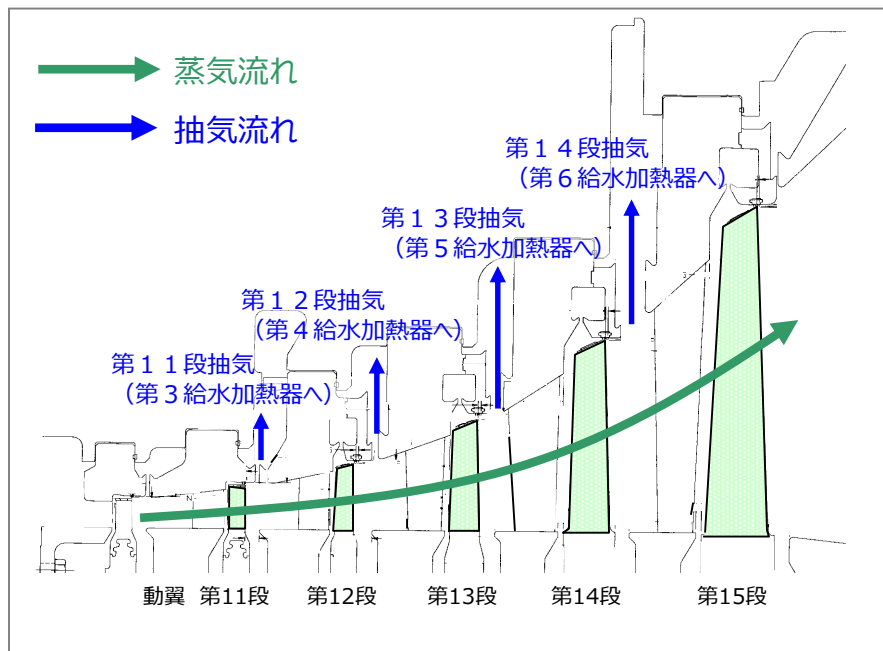 蒸気流れ
抽気流れ
第１４段抽気
（第６給水加熱器へ）
第１３段抽気
（第５給水加熱器へ）
第１２段抽気
（第４給水加熱器へ）
第１１段抽気
（第３給水加熱器へ）
動翼 第11段 第12段 第13段 第14段 第15段